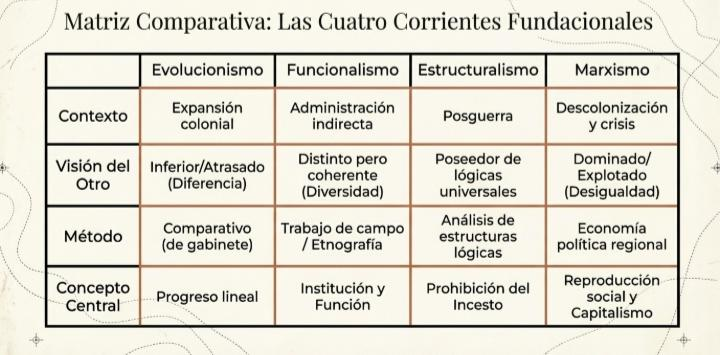 Matriz Comparativa: Las Cuatro Corrientes Fundacionales
Evolucionismo Funcionalismo Estructuralismo Marxismo
Contexto
Expansión
colonial
Administración
indirecta
Posguerra
Descolonización
y crisis
Visión del
Otro
Inferior/Atrasado
(Diferencia)
Distinto pero
coherente
(Diversidad)
Poseedor de
lógicas
universales
Dominado/
Explotado
(Desigualdad)
Método
Comparativo
(de gabinete)
Trabajo de campo
/ Etnografía
Análisis de
estructuras
lógicas
Economía
política regional
Concepto
Central
Progreso lineal
Institución y
Función
Prohibición del
Incesto
Reproducción
social y
Capitalismo